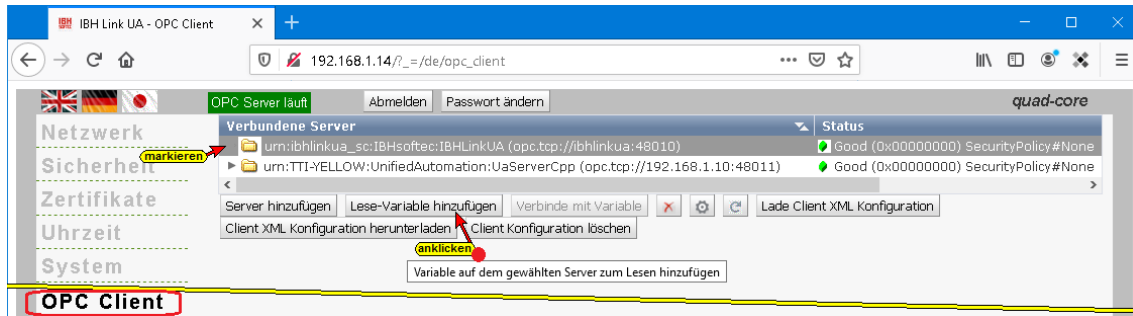 IBH Link UA - OPC Client
192.168.1.14/?_=/de/opc_client
OPC Server läuft Abmelden Passwort ändern quad-core
Netzwerk
Sicherheit
Zertifikate
Uhrzeit
System
OPC Client
Verbundene Server Status
markieren
urn:ibhlinkua_sc:IBHsoftec:IBHLinkUA (opc.tcp://ibhlinkua:48010) Good (0x00000000) SecurityPolicy#None
urn:TTI-YELLOW:UnifiedAutomation:UaServerCpp (opc.tcp://192.168.1.10:48011) Good (0x00000000) SecurityPolicy#None
Server hinzufügen Lese-Variable hinzufügen Verbinde mit Variable Lade Client XML Konfiguration
Client XML Konfiguration herunterladen Client Konfiguration löschen
anklicken
Variable auf dem gewählten Server zum Lesen hinzufügen